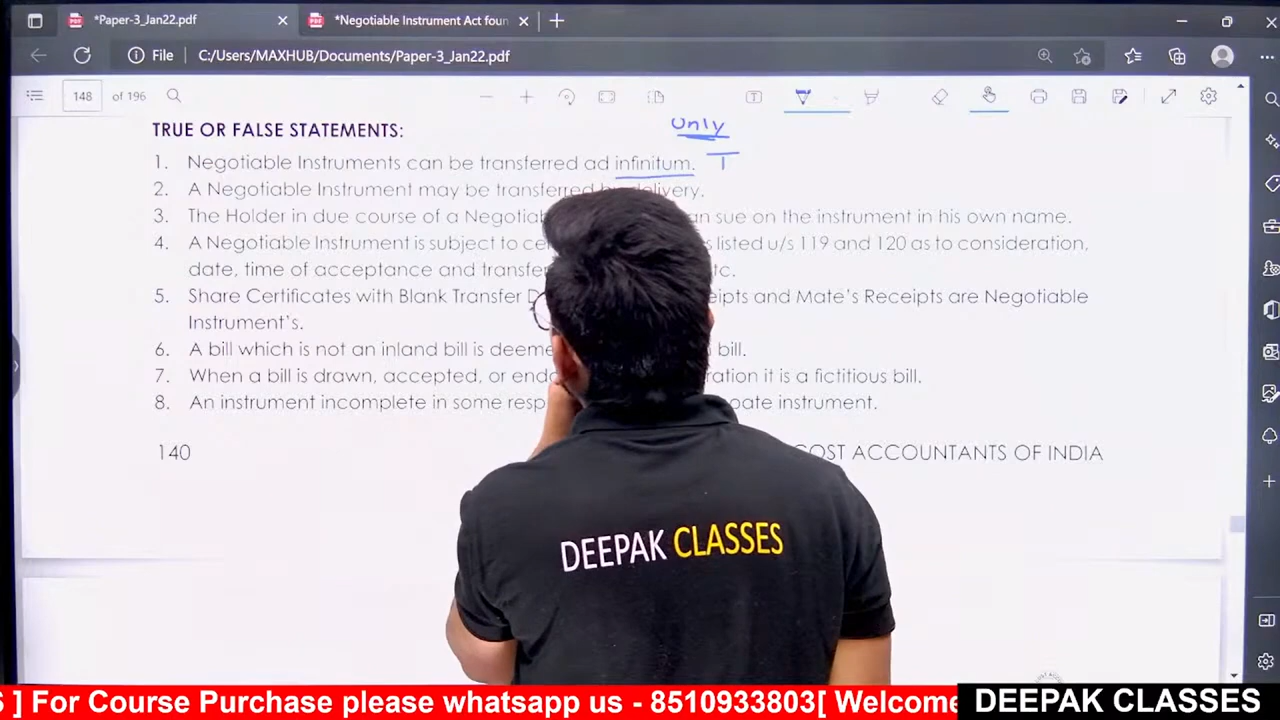 *Paper-3_Jan22.pdf
*Negotiable Instrument Act foun
File C:/Users/MAXHUB/Documents/Paper-3_Jan22.pdf
148 of 196
Only
TRUE OR FALSE STATEMENTS:
1. Negotiable Instruments can be transferred ad infinitum. T
2. A Negotiable Instrument may be transferred by delivery.
3. The Holder in due course of a Negotiab an sue on the instrument in his own name.
4. A Negotiable Instrument is subject to ce s listed u/s 119 and 120 as to consideration,
date, time of acceptance and transfe tc.
5. Share Certificates with Blank Transfer D eipts and Mate's Receipts are Negotiable
Instrument's.
6. A bill which is not an inland bill is deeme bill.
7. When a bill is drawn, accepted, or endo ration it is a fictitious bill.
8. An instrument incomplete in some resp oate instrument.
140 COST ACCOUNTANTS OF INDIA
DEEPAK CLASSES
S ] For Course Purchase please whatsapp us - 8510933803[ Welcome
DEEPAK CLASSES